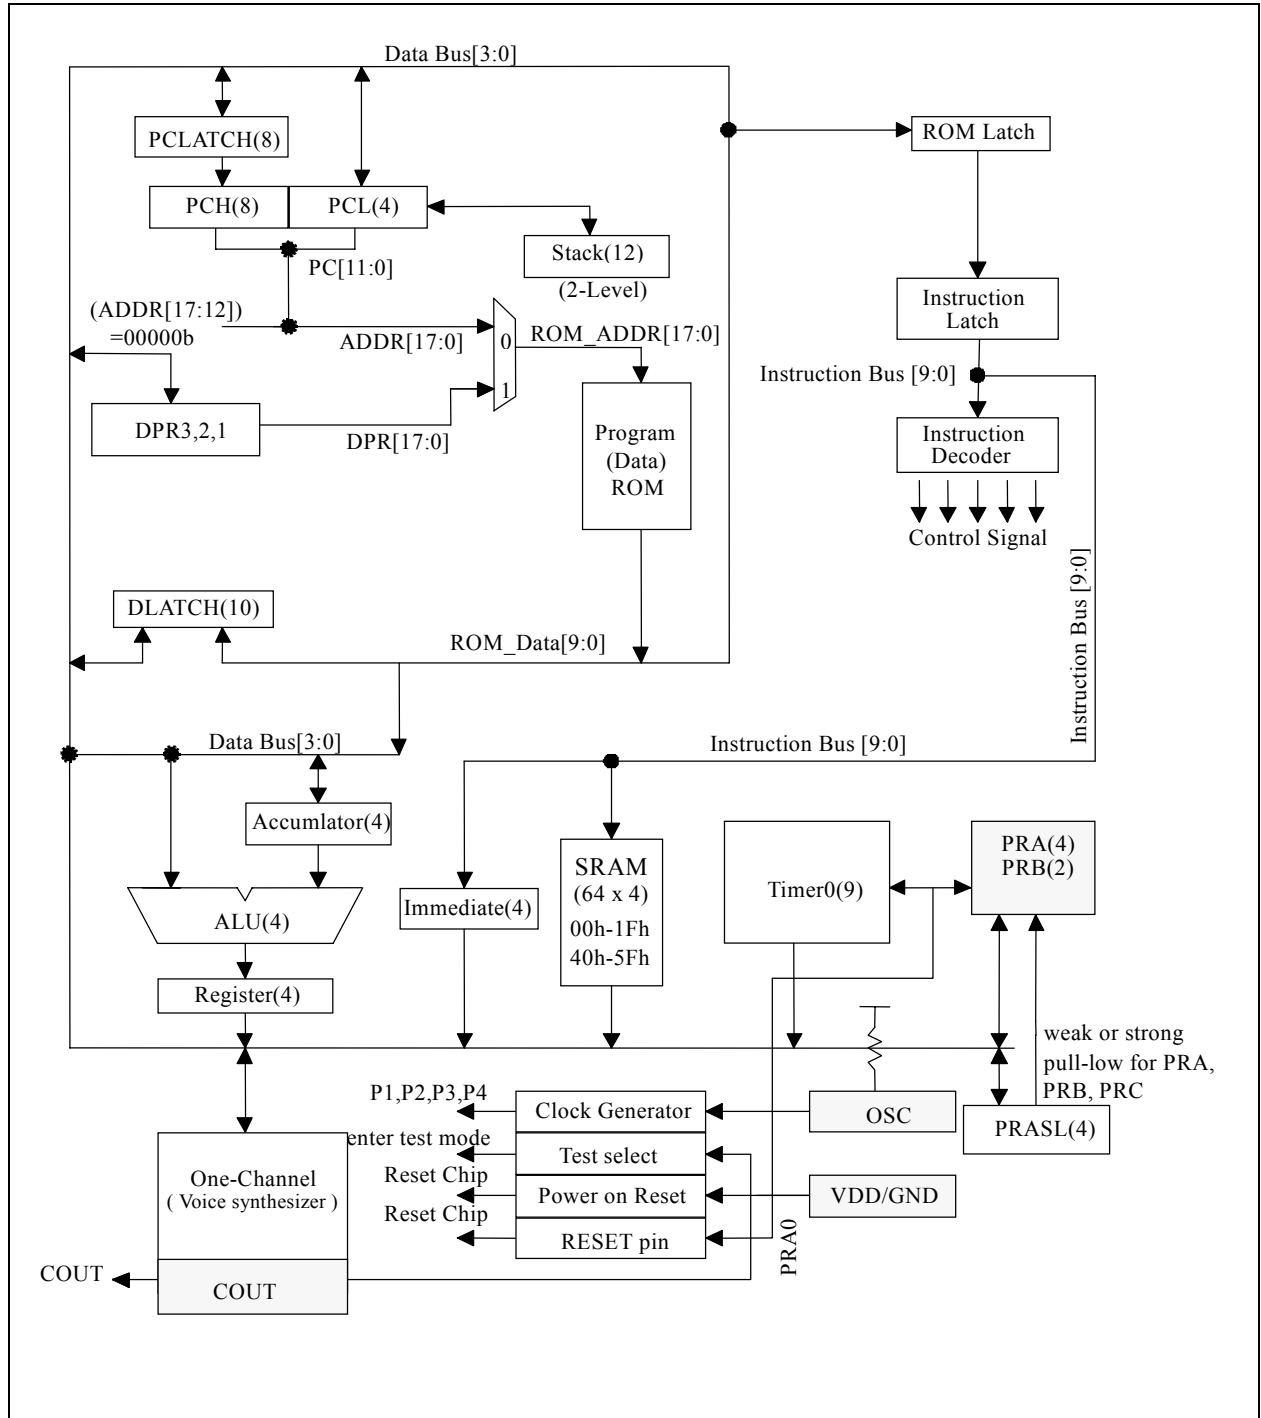 Data Bus[3:0]
PCLATCH(8)
ROM Latch
PCH(8)
PCL(4)
Stack(12)
(2-Level)
PC[11:0]
(ADDR[17:12])
=00000b
ADDR[17:0]
0
1
ROM_ADDR[17:0]
Instruction
Latch
Instruction Bus [9:0]
DPR3,2,1
DPR[17:0]
Program
(Data)
ROM
Instruction
Decoder
Control Signal
Instruction Bus [9:0]
DLATCH(10)
ROM_Data[9:0]
Data Bus[3:0]
Instruction Bus [9:0]
Accumlator(4)
ALU(4)
Register(4)
Immediate(4)
SRAM
(64 x 4)
00h-1Fh
40h-5Fh
Timer0(9)
PRA(4)
PRB(2)
weak or strong
pull-low for PRA,
PRB, PRC
PRASL(4)
P1,P2,P3,P4
Clock Generator
OSC
enter test mode
Test select
Reset Chip
Power on Reset
VDD/GND
Reset Chip
RESET pin
PRA0
One-Channel
( Voice synthesizer )
COUT
COUT